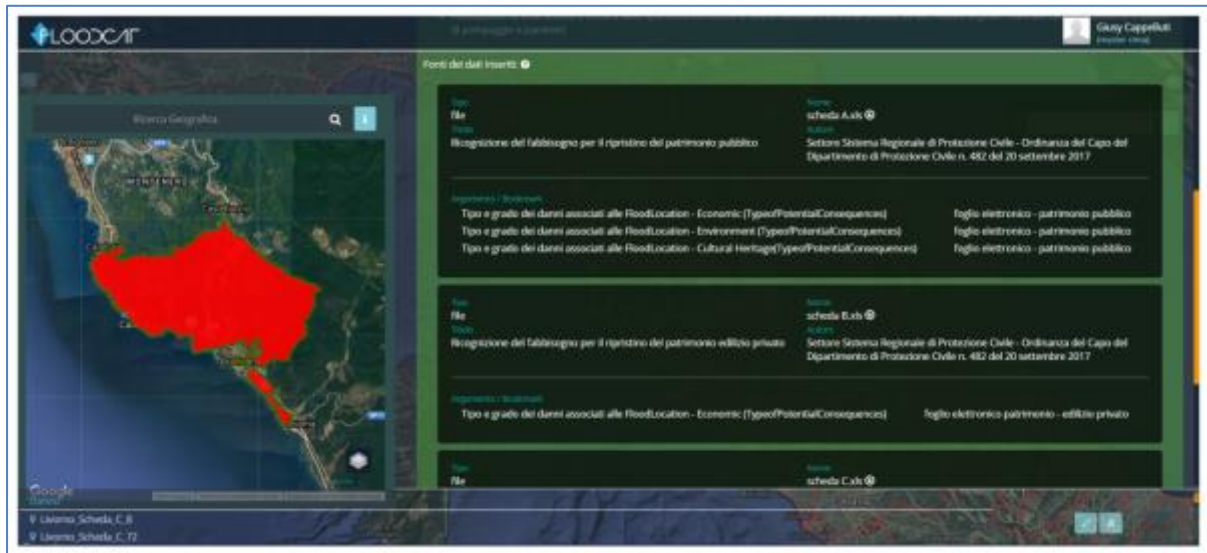 FLOODCAT
Giusy Cappelluti
Fonti dei dati inseriti:
Ricerca Geografica
Tipo
file
Nome
scheda A.xls
Titolo
Ricognizione del fabbisogno per il ripristino del patrimonio pubblico
Autore
Settore Sistema Regionale di Protezione Civile - Ordinanza del Capo del
Dipartimento di Protezione Civile n. 482 del 20 settembre 2017
Argomento / Bookmark
Tipo e grado dei danni associati alle FloodLocation - Economic (TypeofPotentialConsequences) foglio elettronico - patrimonio pubblico
Tipo e grado dei danni associati alle FloodLocation - Environment (TypeofPotentialConsequences) foglio elettronico - patrimonio pubblico
Tipo e grado dei danni associati alle FloodLocation - Cultural Heritage(TypeofPotentialConsequences) foglio elettronico - patrimonio pubblico
Tipo
file
Nome
scheda B.xls
Titolo
Ricognizione del fabbisogno per il ripristino del patrimonio edilizio privato
Autore
Settore Sistema Regionale di Protezione Civile - Ordinanza del Capo del
Dipartimento di Protezione Civile n. 482 del 20 settembre 2017
Argomento / Bookmark
Tipo e grado dei danni associati alle FloodLocation - Economic (TypeofPotentialConsequences) foglio elettronico patrimonio - edilizio privato
Tipo
file
Nome
scheda C.xls
MONTENERO
Google
Danno
Livorno_Scheda_C_8
Livorno_Scheda_C_72